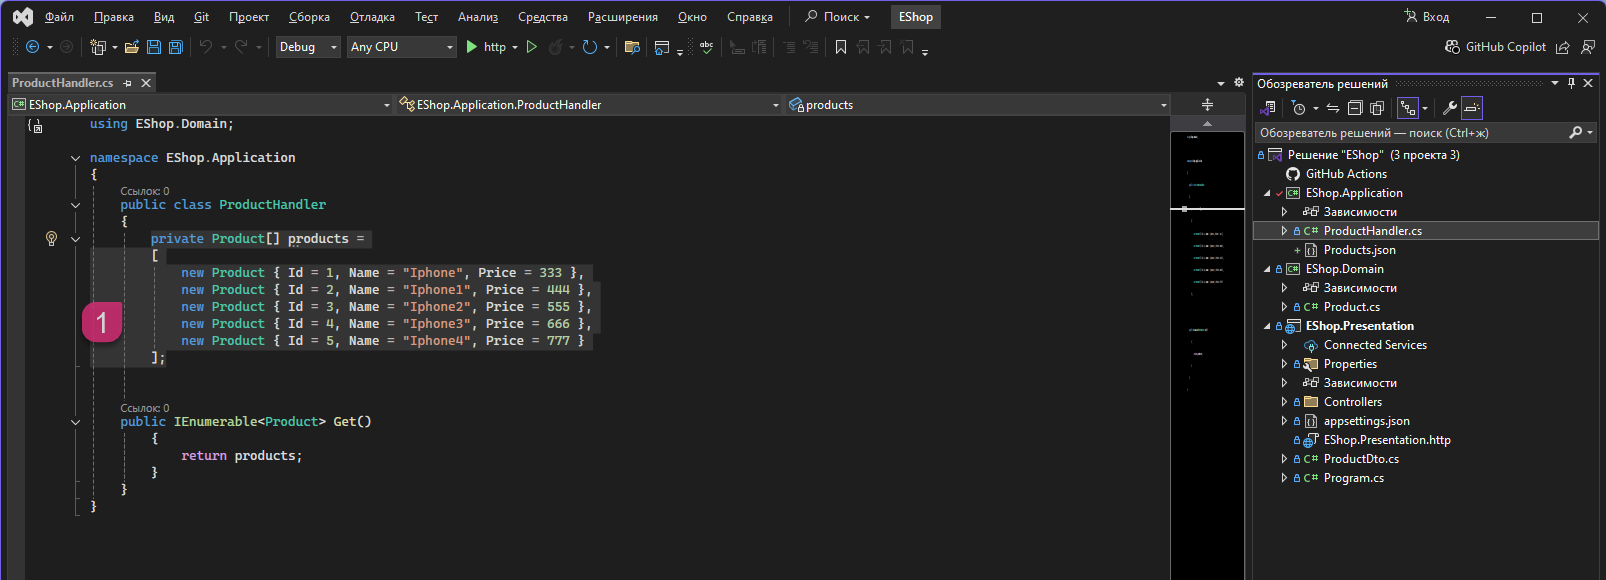 Файл Правка Вид Git Проект Сборка Отладка Тест Анализ Средства Расширения Окно Справка Поиск EShop Вход
Debug Any CPU http abc GitHub Copilot
ProductHandler.cs
EShop.Application EShop.Application.ProductHandler products
using EShop.Domain;
namespace EShop.Application
{
Ссылок: 0
public class ProductHandler
{
private Product[] products =
[
new Product { Id = 1, Name = "Iphone", Price = 333 },
new Product { Id = 2, Name = "Iphone1", Price = 444 },
new Product { Id = 3, Name = "Iphone2", Price = 555 },
new Product { Id = 4, Name = "Iphone3", Price = 666 },
new Product { Id = 5, Name = "Iphone4", Price = 777 }
];
1
Ссылок: 0
public IEnumerable<Product> Get()
{
return products;
}
}
}
Обозреватель решений
Обозреватель решений — поиск (Ctrl+ж)
Решение "EShop" (3 проекта 3)
GitHub Actions
C# EShop.Application
Зависимости
C# ProductHandler.cs
Products.json
C# EShop.Domain
Зависимости
C# Product.cs
EShop.Presentation
Connected Services
Properties
Зависимости
Controllers
appsettings.json
EShop.Presentation.http
C# ProductDto.cs
C# Program.cs